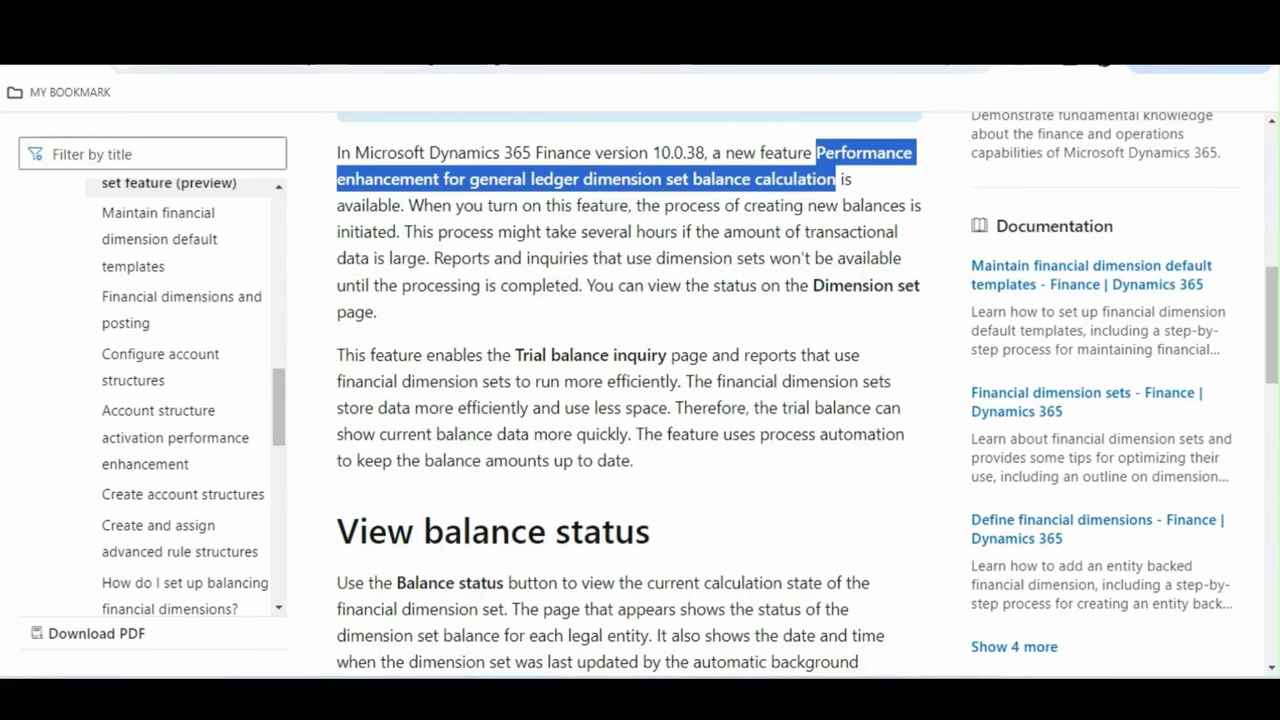 MY BOOKMARK
Filter by title
set feature (preview)
Maintain financial
dimension default
templates
Financial dimensions and
posting
Configure account
structures
Account structure
activation performance
enhancement
Create account structures
Create and assign
advanced rule structures
How do I set up balancing
financial dimensions?
Download PDF
In Microsoft Dynamics 365 Finance version 10.0.38, a new feature Performance
enhancement for general ledger dimension set balance calculation is
available. When you turn on this feature, the process of creating new balances is
initiated. This process might take several hours if the amount of transactional
data is large. Reports and inquiries that use dimension sets won't be available
until the processing is completed. You can view the status on the Dimension set
page.
This feature enables the Trial balance inquiry page and reports that use
financial dimension sets to run more efficiently. The financial dimension sets
store data more efficiently and use less space. Therefore, the trial balance can
show current balance data more quickly. The feature uses process automation
to keep the balance amounts up to date.
View balance status
Use the Balance status button to view the current calculation state of the
financial dimension set. The page that appears shows the status of the
dimension set balance for each legal entity. It also shows the date and time
when the dimension set was last updated by the automatic background
Demonstrate fundamental knowledge
about the finance and operations
capabilities of Microsoft Dynamics 365.
Documentation
Maintain financial dimension default
templates - Finance | Dynamics 365
Learn how to set up financial dimension
default templates, including a step-by-
step process for maintaining financial...
Financial dimension sets - Finance |
Dynamics 365
Learn about financial dimension sets and
provides some tips for optimizing their
use, including an outline on dimension...
Define financial dimensions - Finance |
Dynamics 365
Learn how to add an entity backed
financial dimension, including a step-by-
step process for creating an entity back...
Show 4 more